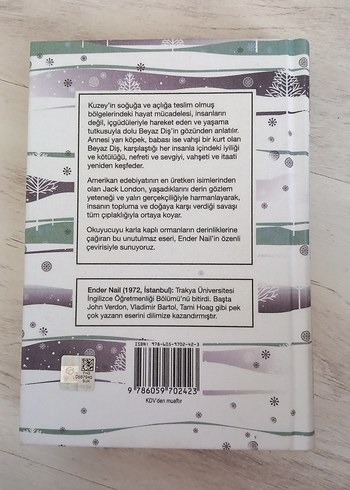 Kuzey'in soğuğa ve açlığa teslim olmuş
bölgelerindeki hayat mücadelesi, insanların
değil, içgüdüleriyle hareket eden ve yaşama
tutkusuyla dolu Beyaz Diş'in gözünden anlatılır.
Annesi yarı köpek, babası ise vahşi bir kurt olan
Beyaz Diş, karşılaştığı her insanla içindeki iyiliği
ve kötülüğü, nefreti ve sevgiyi, vahşeti ve itaati
yeniden keşfeder.
Amerikan edebiyatının en üretken isimlerinden
olan Jack London, yaşadıklarını derin gözlem
yeteneği ve yalın gerçekçiliğiyle harmanlayarak,
insanın topluma ve doğaya karşı verdiği savaşı
tüm çıplaklığıyla ortaya koyar.
Okuyucuyu karla kaplı ormanların derinliklerine
çağıran bu unutulmaz eseri, Ender Nail'in özenli
çevirisiyle sunuyoruz.
Ender Nail (1972, İstanbul): Trakya Üniversitesi
İngilizce Öğretmenliği Bölümü'nü bitirdi. Başta
John Verdon, Vladimir Bartol, Tami Hoag gibi pek
çok yazarın eserini dilimize kazandırmıştır.
ISBN: 978-605-9702-42-3
9 786059 702423
KDV'den muaftır